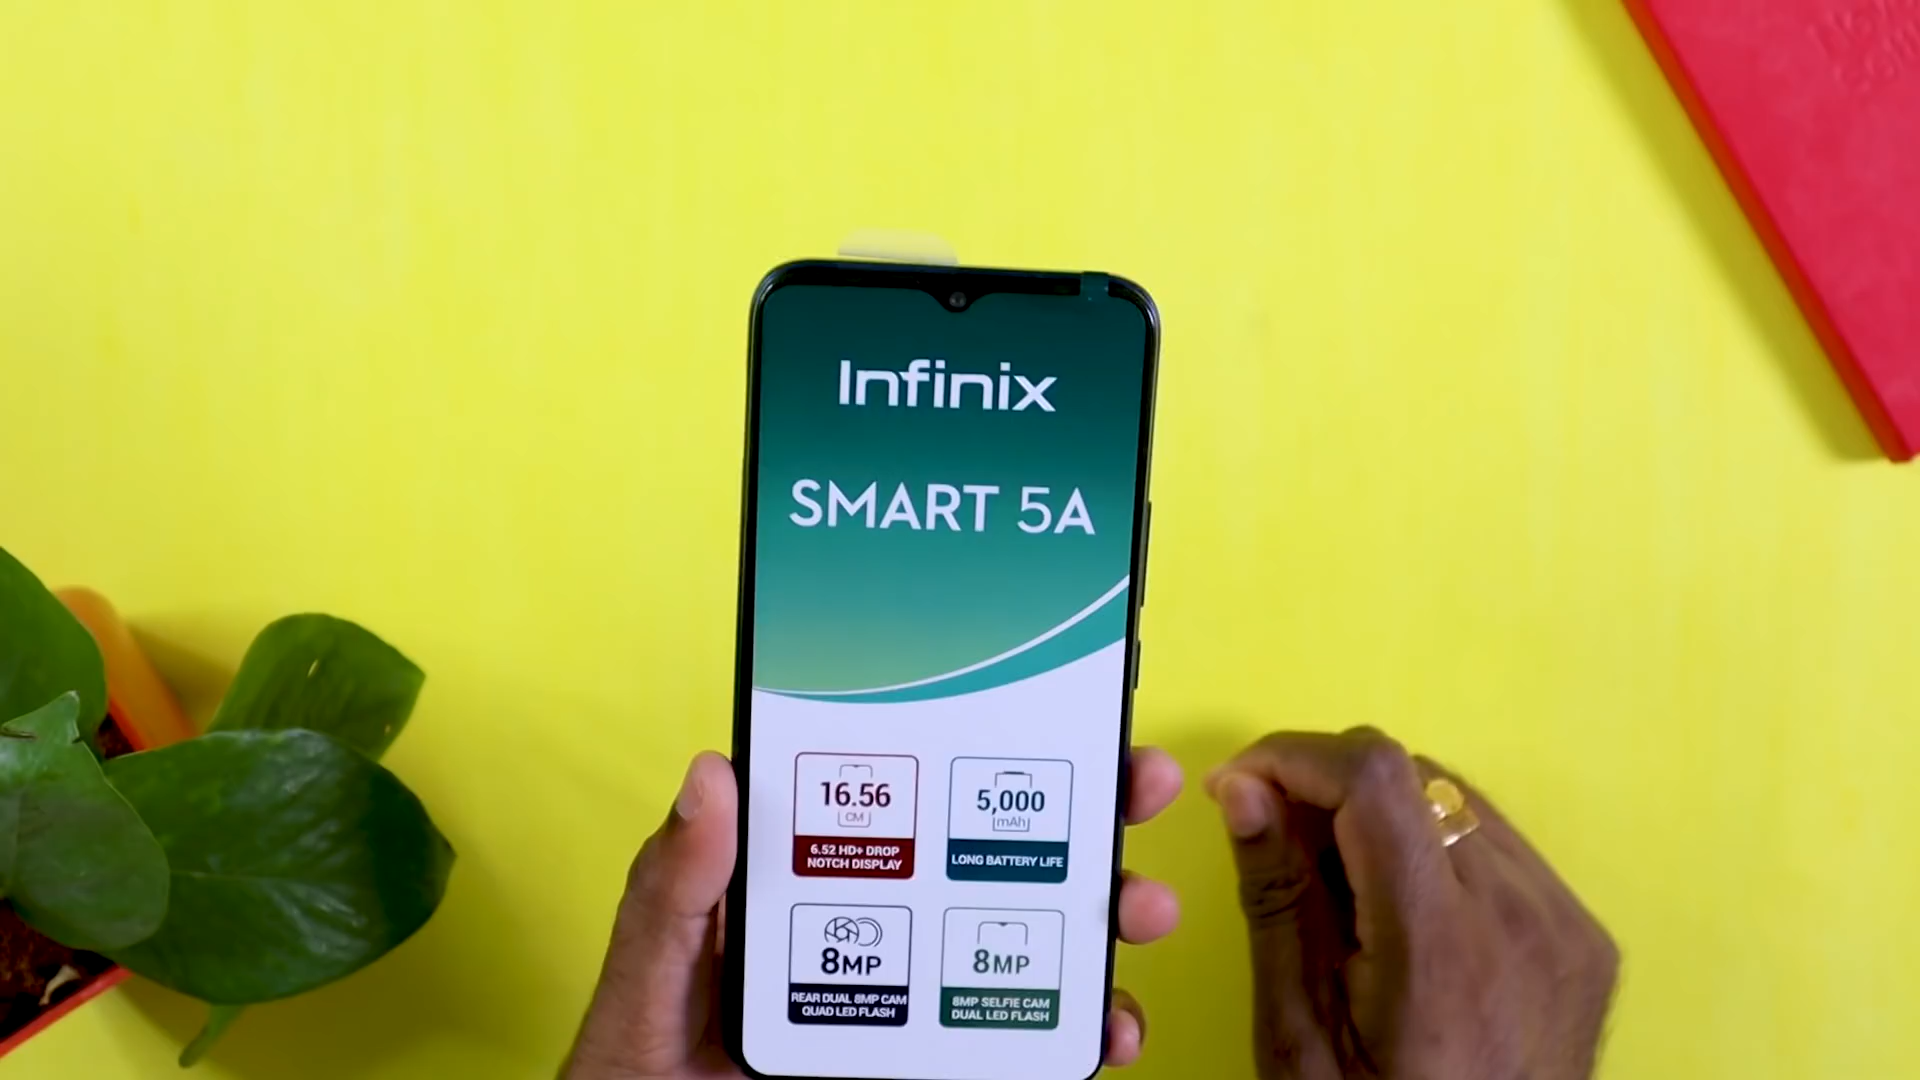 Infinix
SMART 5A
16.56
CM
6.52 HD+ DROP
NOTCH DISPLAY
5,000
mAh
LONG BATTERY LIFE
8MP
REAR DUAL 8MP CAM
QUAD LED FLASH
8MP
8MP SELFIE CAM
DUAL LED FLASH